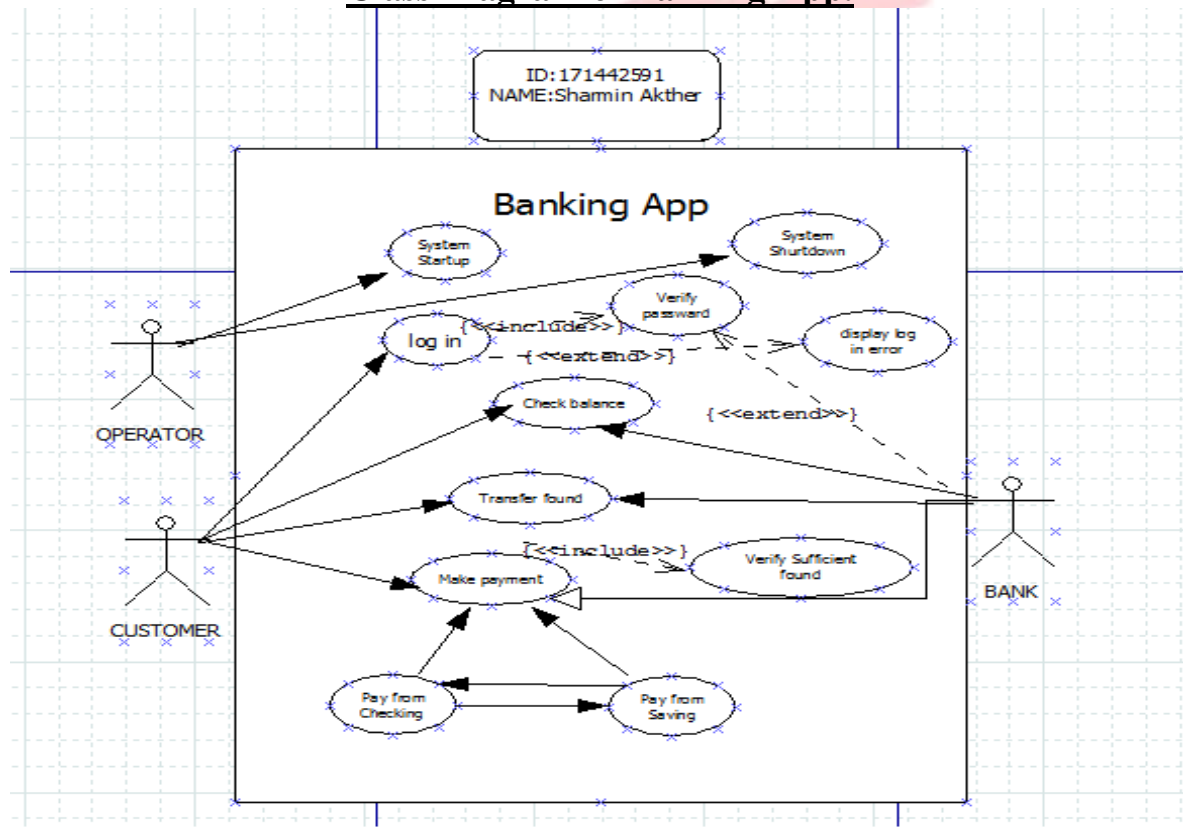 ID:171442591
NAME:Sharmin Akther
Banking App
System
Startup
System
Shurtdown
Verify
passward
{<<include>>}
log in
display log
in error
{<<extend>>}
Check balance
{<<extend>>}
OPERATOR
Transfer found
{<<include>>}
Verify Sufficient
found
Make payment
BANK
CUSTOMER
Pay from
Checking
Pay from
Saving